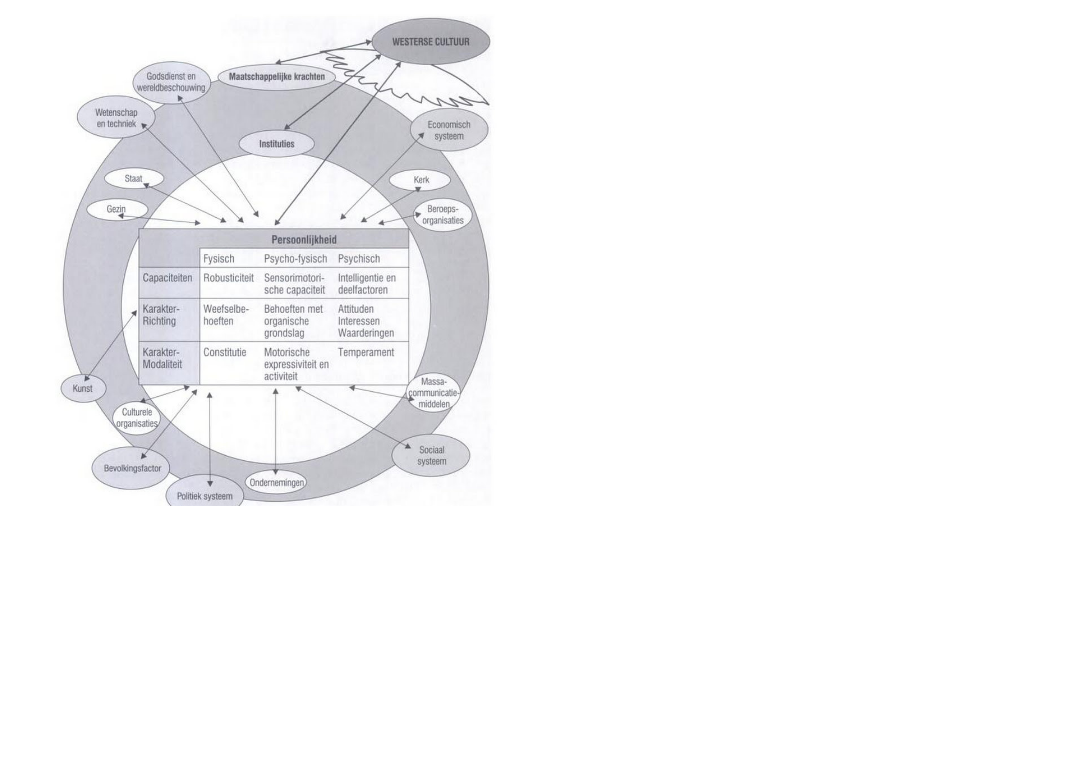 WESTERSE CULTUUR
Godsdienst en
wereldbeschouwing
Maatschappelijke krachten
Wetenschap
en techniek
Economisch
systeem
Instituties
Staat
Kerk
Gezin
Beroeps-
organisaties
Persoonlijkheid
Fysisch
Psycho-fysisch
Psychisch
Capaciteiten
Robusticiteit
Sensorimotori-
sche capaciteit
Intelligentie en
deelfactoren
Karakter-
Richting
Weefselbe-
hoeften
Behoeften met
organische
grondslag
Attituden
Interessen
Waarderingen
Karakter-
Modaliteit
Constitutie
Motorische
expressiviteit en
activiteit
Temperament
Kunst
Massa-
communicatie-
middelen
Culturele
organisaties
Sociaal
systeem
Bevolkingsfactor
Ondernemingen
Politiek systeem